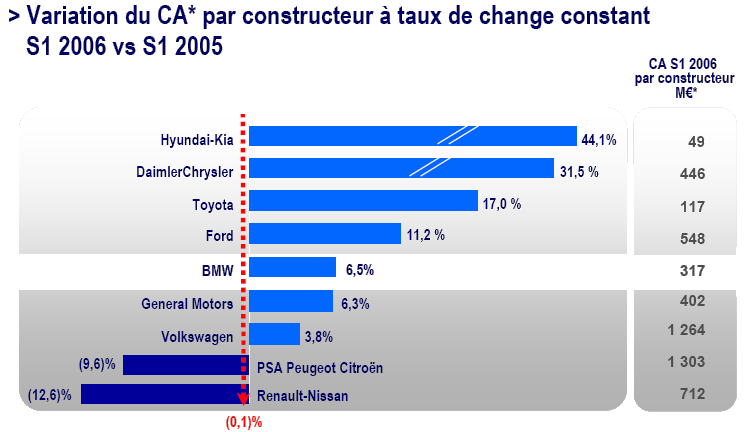 > Variation du CA* par constructeur à taux de change constant
S1 2006 vs S1 2005
CA S1 2006
par constructeur
M€*
Hyundai-Kia 44,1% 49
DaimlerChrysler 31,5 % 446
Toyota 17,0 % 117
Ford 11,2 % 548
BMW 6,5% 317
General Motors 6,3% 402
Volkswagen 3,8% 1 264
(9,6)% PSA Peugeot Citroën 1 303
(12,6)% Renault-Nissan 712
(0,1)%